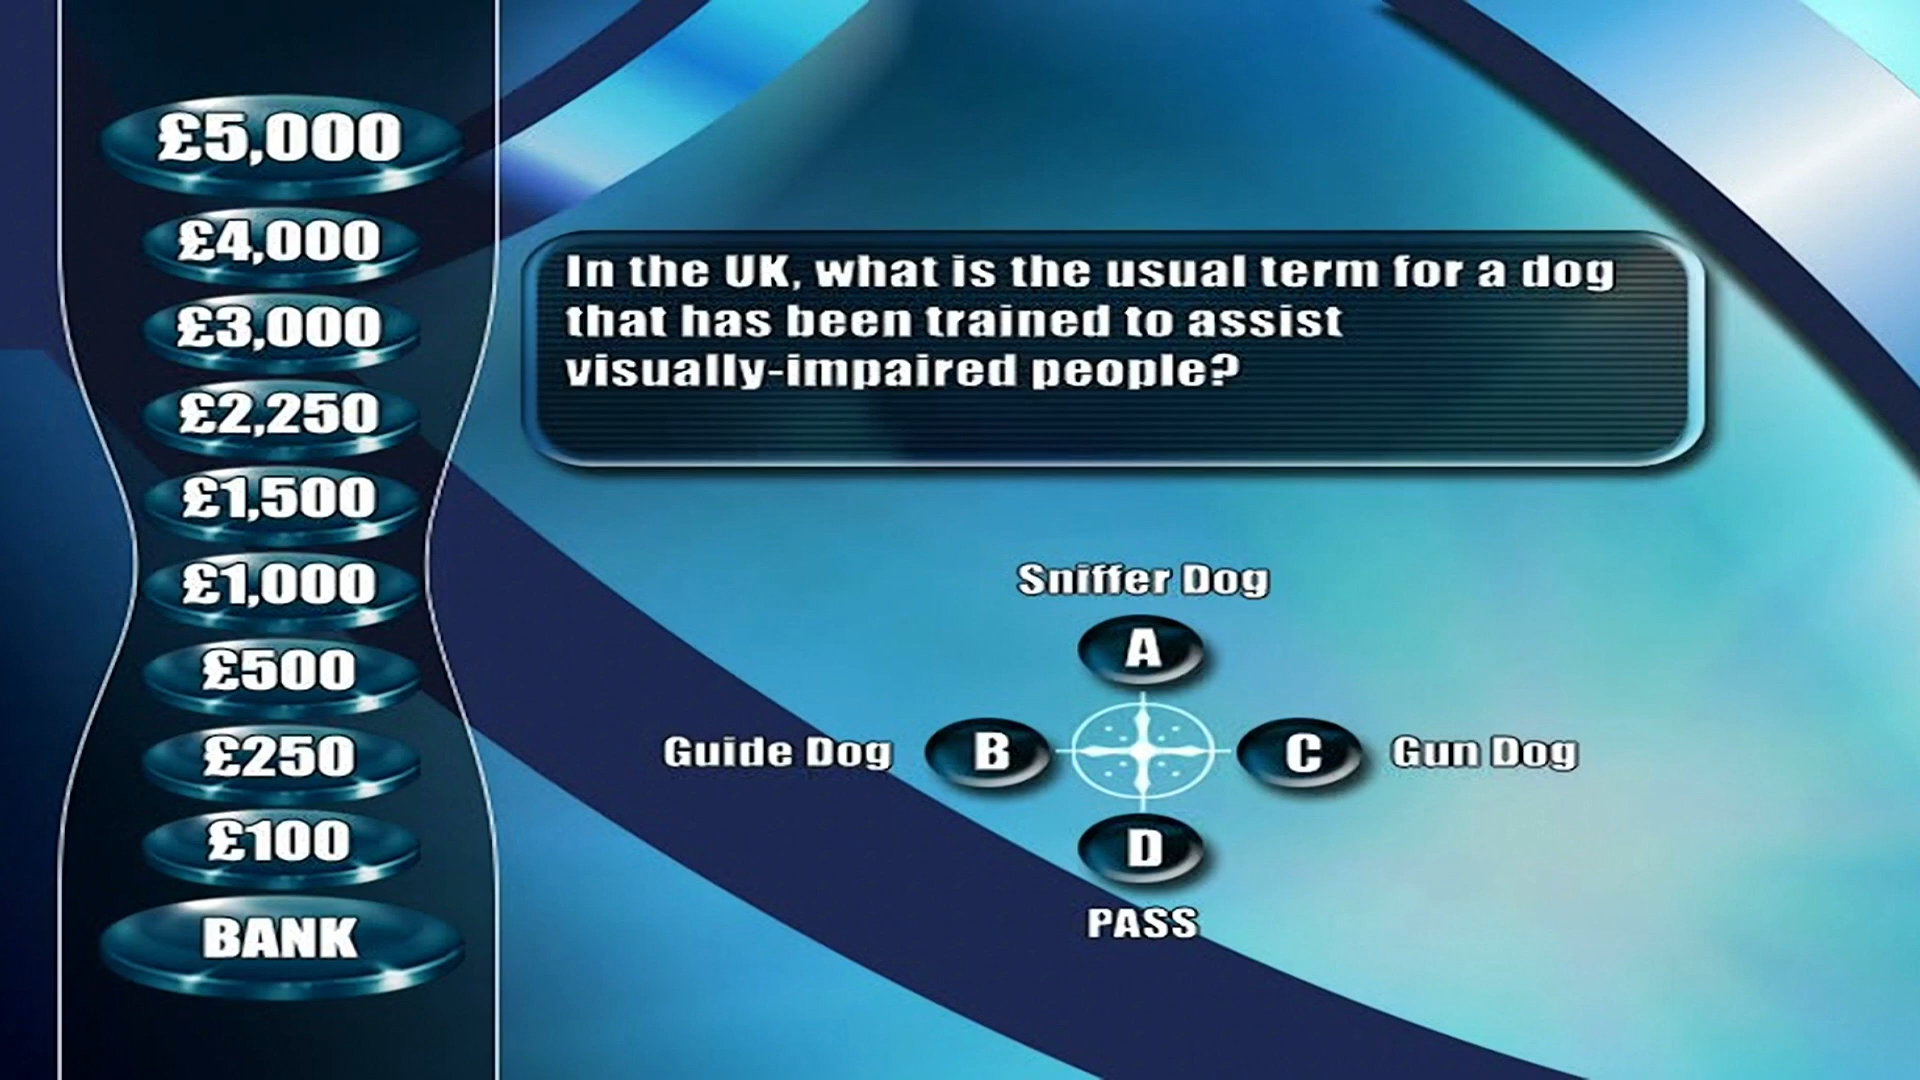 £5,000
£4,000
£3,000
£2,250
£1,500
£1,000
£500
£250
£100
BANK
In the UK, what is the usual term for a dog
that has been trained to assist
visually-impaired people?
Sniffer Dog
A
Guide Dog B C Gun Dog
D
PASS